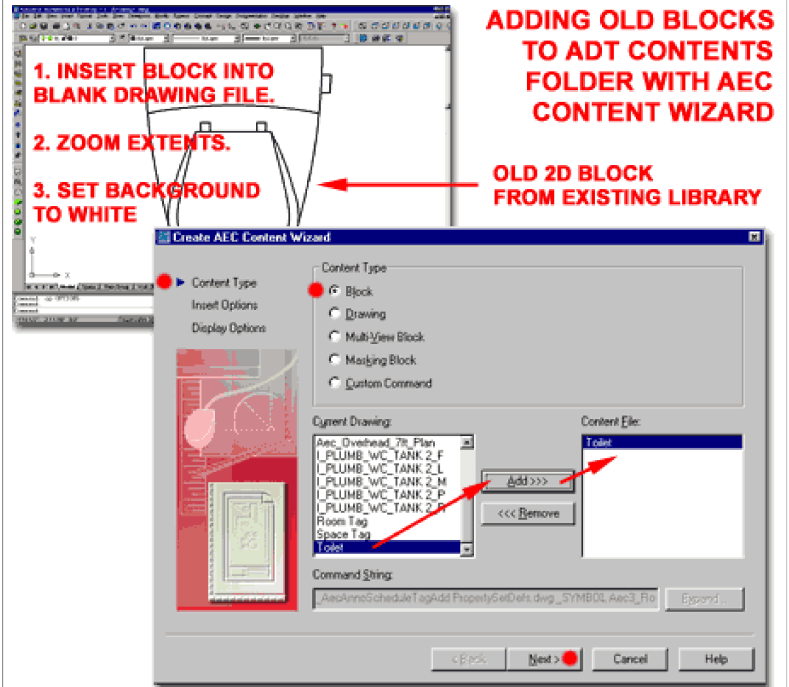 ADDING OLD BLOCKS
TO ADT CONTENTS
FOLDER WITH AEC
CONTENT WIZARD
1. INSERT BLOCK INTO
BLANK DRAWING FILE.
2. ZOOM EXTENTS.
3. SET BACKGROUND
TO WHITE
OLD 2D BLOCK
FROM EXISTING LIBRARY
Y
X
Create AEC Content Wizard
Content Type
Insert Options
Display Options
Content Type
Block
Drawing
Multi-View Block
Masking Block
Custom Command
Current Drawing:
Aec_Overhead_7ft_Plan
I_PLUMB_WC_TANK 2_F
I_PLUMB_WC_TANK 2_L
I_PLUMB_WC_TANK 2_M
I_PLUMB_WC_TANK 2_P
I_PLUMB_WC_TANK 2_R
Room Tag
Space Tag
Toilet
Add >>>
<<< Remove
Content File:
Toilet
Command String:
_AecAnnoScheduleTagAdd PropertySetDefs.dwg _SYMBOL Aec3_Ro
Expand...
< Back
Next >
Cancel
Help